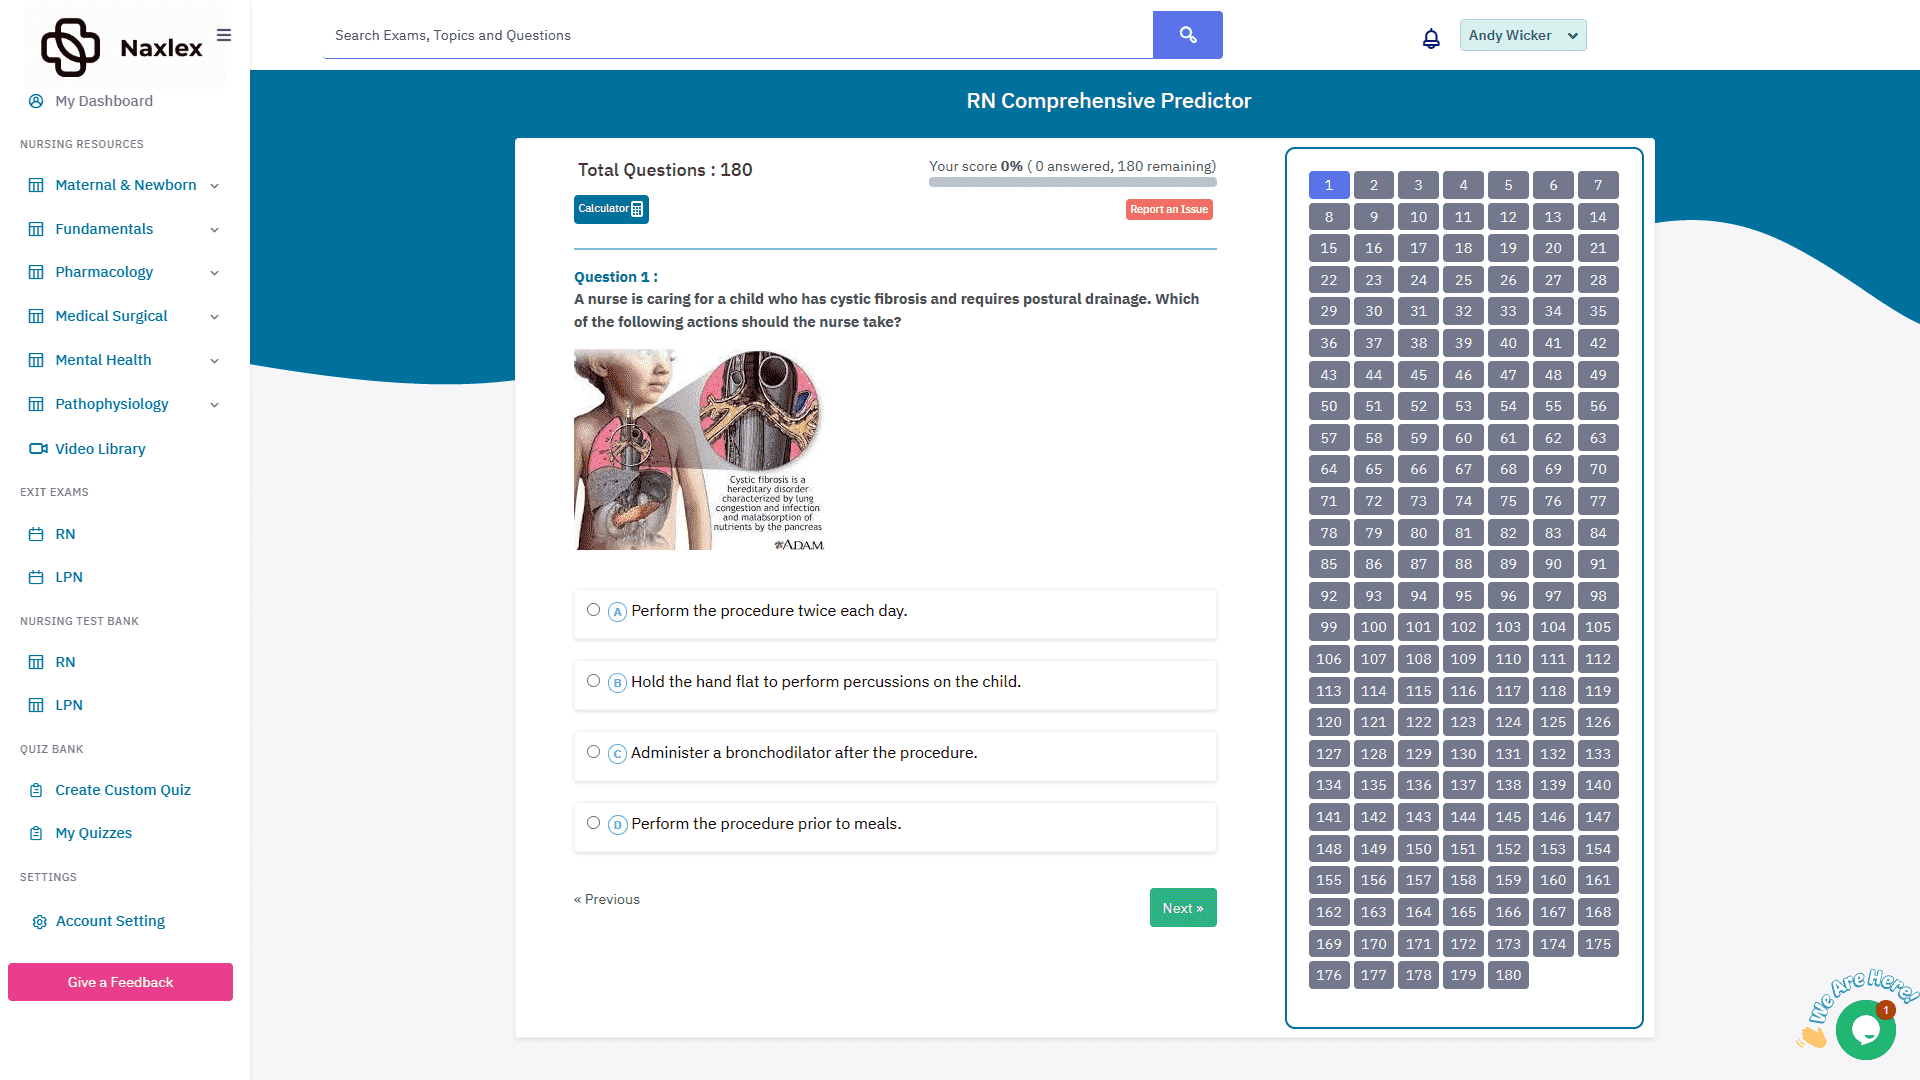 Naxlex
Search Exams, Topics and Questions
Andy Wicker
My Dashboard
NURSING RESOURCES
Maternal & Newborn
Fundamentals
Pharmacology
Medical Surgical
Mental Health
Pathophysiology
Video Library
EXIT EXAMS
RN
LPN
NURSING TEST BANK
RN
LPN
QUIZ BANK
Create Custom Quiz
My Quizzes
SETTINGS
Account Setting
Give a Feedback
RN Comprehensive Predictor
Total Questions : 180
Your score 0% ( 0 answered, 180 remaining)
Calculator
Report an Issue
Question 1 :
A nurse is caring for a child who has cystic fibrosis and requires postural drainage. Which
of the following actions should the nurse take?
Cystic fibrosis is a
hereditary disorder
characterized by lung
congestion and infection
and malabsorption of
nutrients by the pancreas
ADAM.
A Perform the procedure twice each day.
B Hold the hand flat to perform percussions on the child.
C Administer a bronchodilator after the procedure.
D Perform the procedure prior to meals.
« Previous
Next »
1 2 3 4 5 6 7
8 9 10 11 12 13 14
15 16 17 18 19 20 21
22 23 24 25 26 27 28
29 30 31 32 33 34 35
36 37 38 39 40 41 42
43 44 45 46 47 48 49
50 51 52 53 54 55 56
57 58 59 60 61 62 63
64 65 66 67 68 69 70
71 72 73 74 75 76 77
78 79 80 81 82 83 84
85 86 87 88 89 90 91
92 93 94 95 96 97 98
99 100 101 102 103 104 105
106 107 108 109 110 111 112
113 114 115 116 117 118 119
120 121 122 123 124 125 126
127 128 129 130 131 132 133
134 135 136 137 138 139 140
141 142 143 144 145 146 147
148 149 150 151 152 153 154
155 156 157 158 159 160 161
162 163 164 165 166 167 168
169 170 171 172 173 174 175
176 177 178 179 180
We Are Here!
1